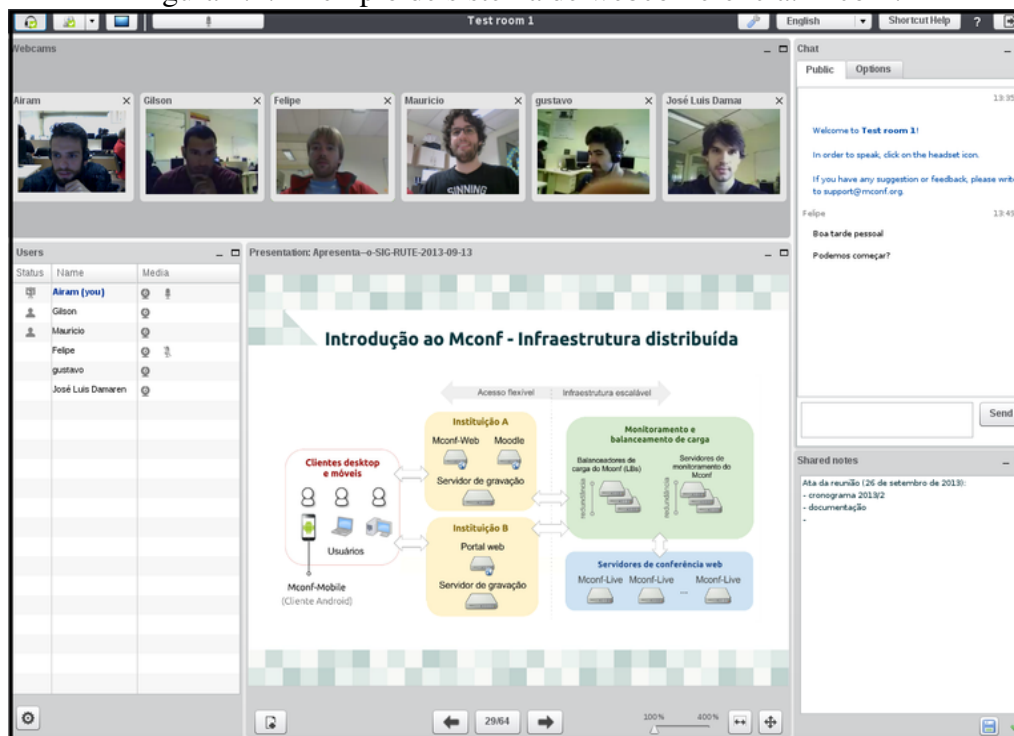 Test room 1
English
Shortcut Help
?
Webcams
Airam
Gilson
Felipe
Mauricio
gustavo
José Luis Damar
SINNING
Users
Status Name Media
Airam (you)
Gilson
Mauricio
Felipe
gustavo
José Luis Damaren
Presentation: Apresenta--o-SIG-RUTE-2013-09-13
Introdução ao Mconf - Infraestrutura distribuída
Acesso flexível
Infraestrutura escalável
Clientes desktop
e móveis
Usuários
Mconf-Mobile
(Cliente Android)
Instituição A
Mconf-Web Moodle
Servidor de gravação
Instituição B
Portal web
Servidor de gravação
Monitoramento e
balanceamento de carga
Balanceadores de
carga do Mconf (LBs)
redundância
Servidores de
monitoramento do
Mconf
redundância
Servidores de conferência web
Mconf-Live Mconf-Live Mconf-Live
...
29/64
100% 400%
Chat
Public Options
13:35
Welcome to Test room 1!
In order to speak, click on the headset icon.
If you have any suggestion or feedback, please write
to support@mconf.org.
Felipe 13:45
Boa tarde pessoal
Podemos começar?
Send
Shared notes
Ata da reunião (26 de setembro de 2013):
- cronograma 2013/2
- documentação
-